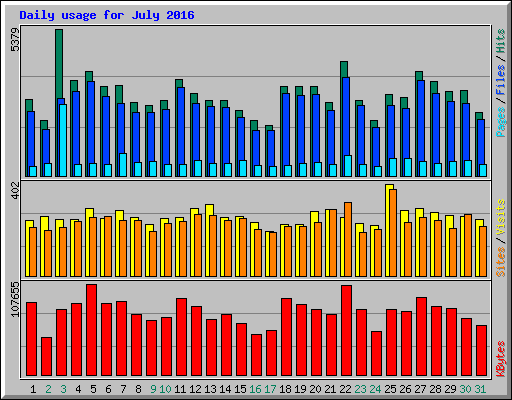 Daily usage for July 2016
5379
Pages / Files / Hits
402
Sites / Visits
107655
KBytes
1 2 3 4 5 6 7 8 9 10 11 12 13 14 15 16 17 18 19 20 21 22 23 24 25 26 27 28 29 30 31